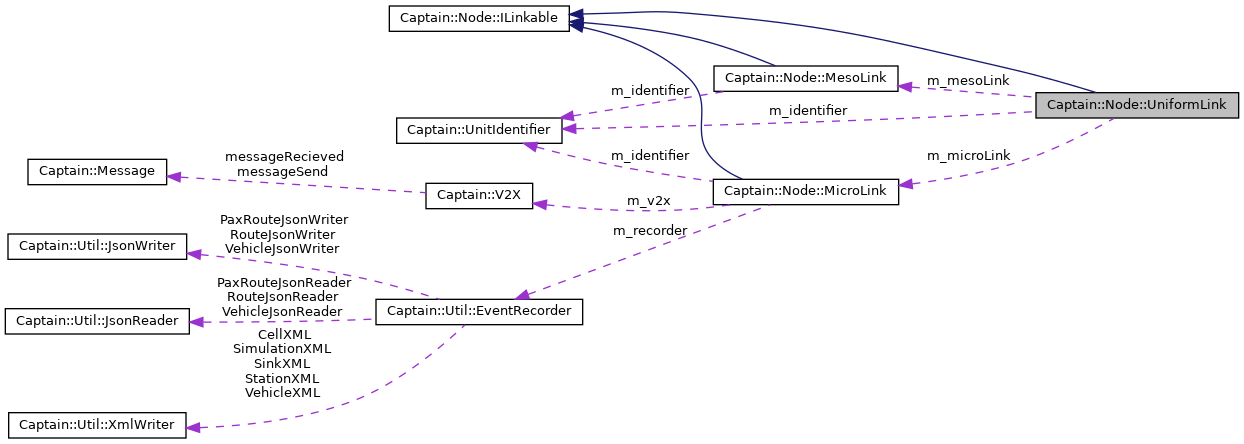 Captain::Node::ILinkable
Captain::Node::MesoLink
m_mesoLink
m_identifier
Captain::Node::UniformLink
m_identifier
Captain::UnitIdentifier
messageRecieved
messageSend
m_identifier
m_microLink
Captain::Message
Captain::V2X
m_v2x
Captain::Node::MicroLink
PaxRouteJsonWriter
RouteJsonWriter
VehicleJsonWriter
m_recorder
Captain::Util::JsonWriter
PaxRouteJsonReader
RouteJsonReader
VehicleJsonReader
Captain::Util::EventRecorder
Captain::Util::JsonReader
CellXML
SimulationXML
SinkXML
StationXML
VehicleXML
Captain::Util::XmlWriter